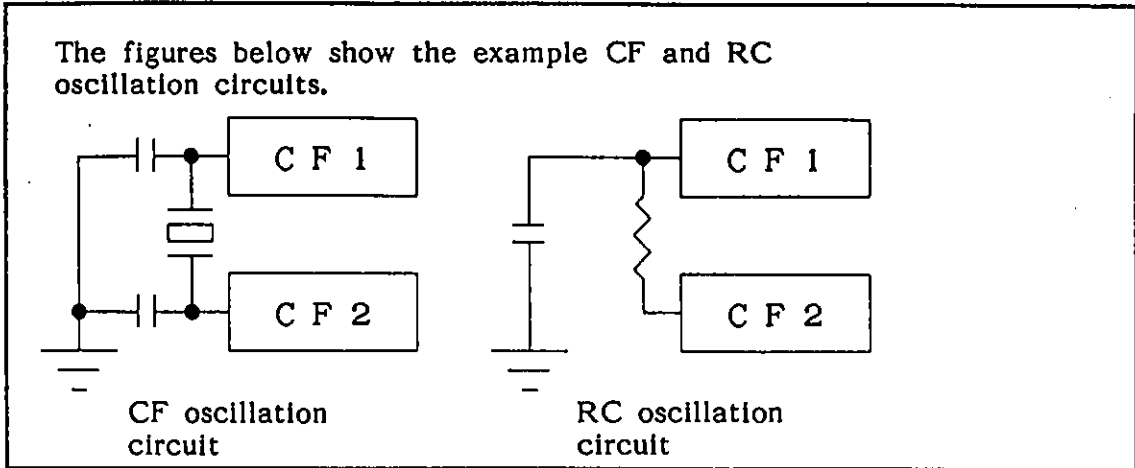 The figures below show the example CF and RC
oscillation circuits.
C F 1
C F 2
CF oscillation
circuit
C F 1
C F 2
RC oscillation
circuit